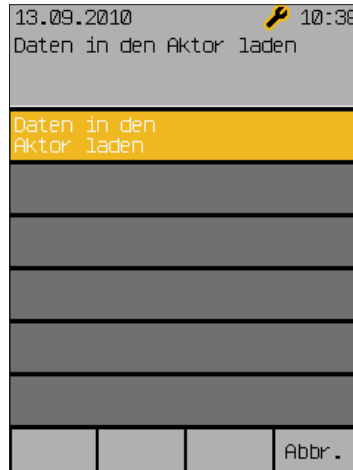 13.09.2010 10:38
Daten in den Aktor laden
Daten in den
Aktor laden
Abbr.